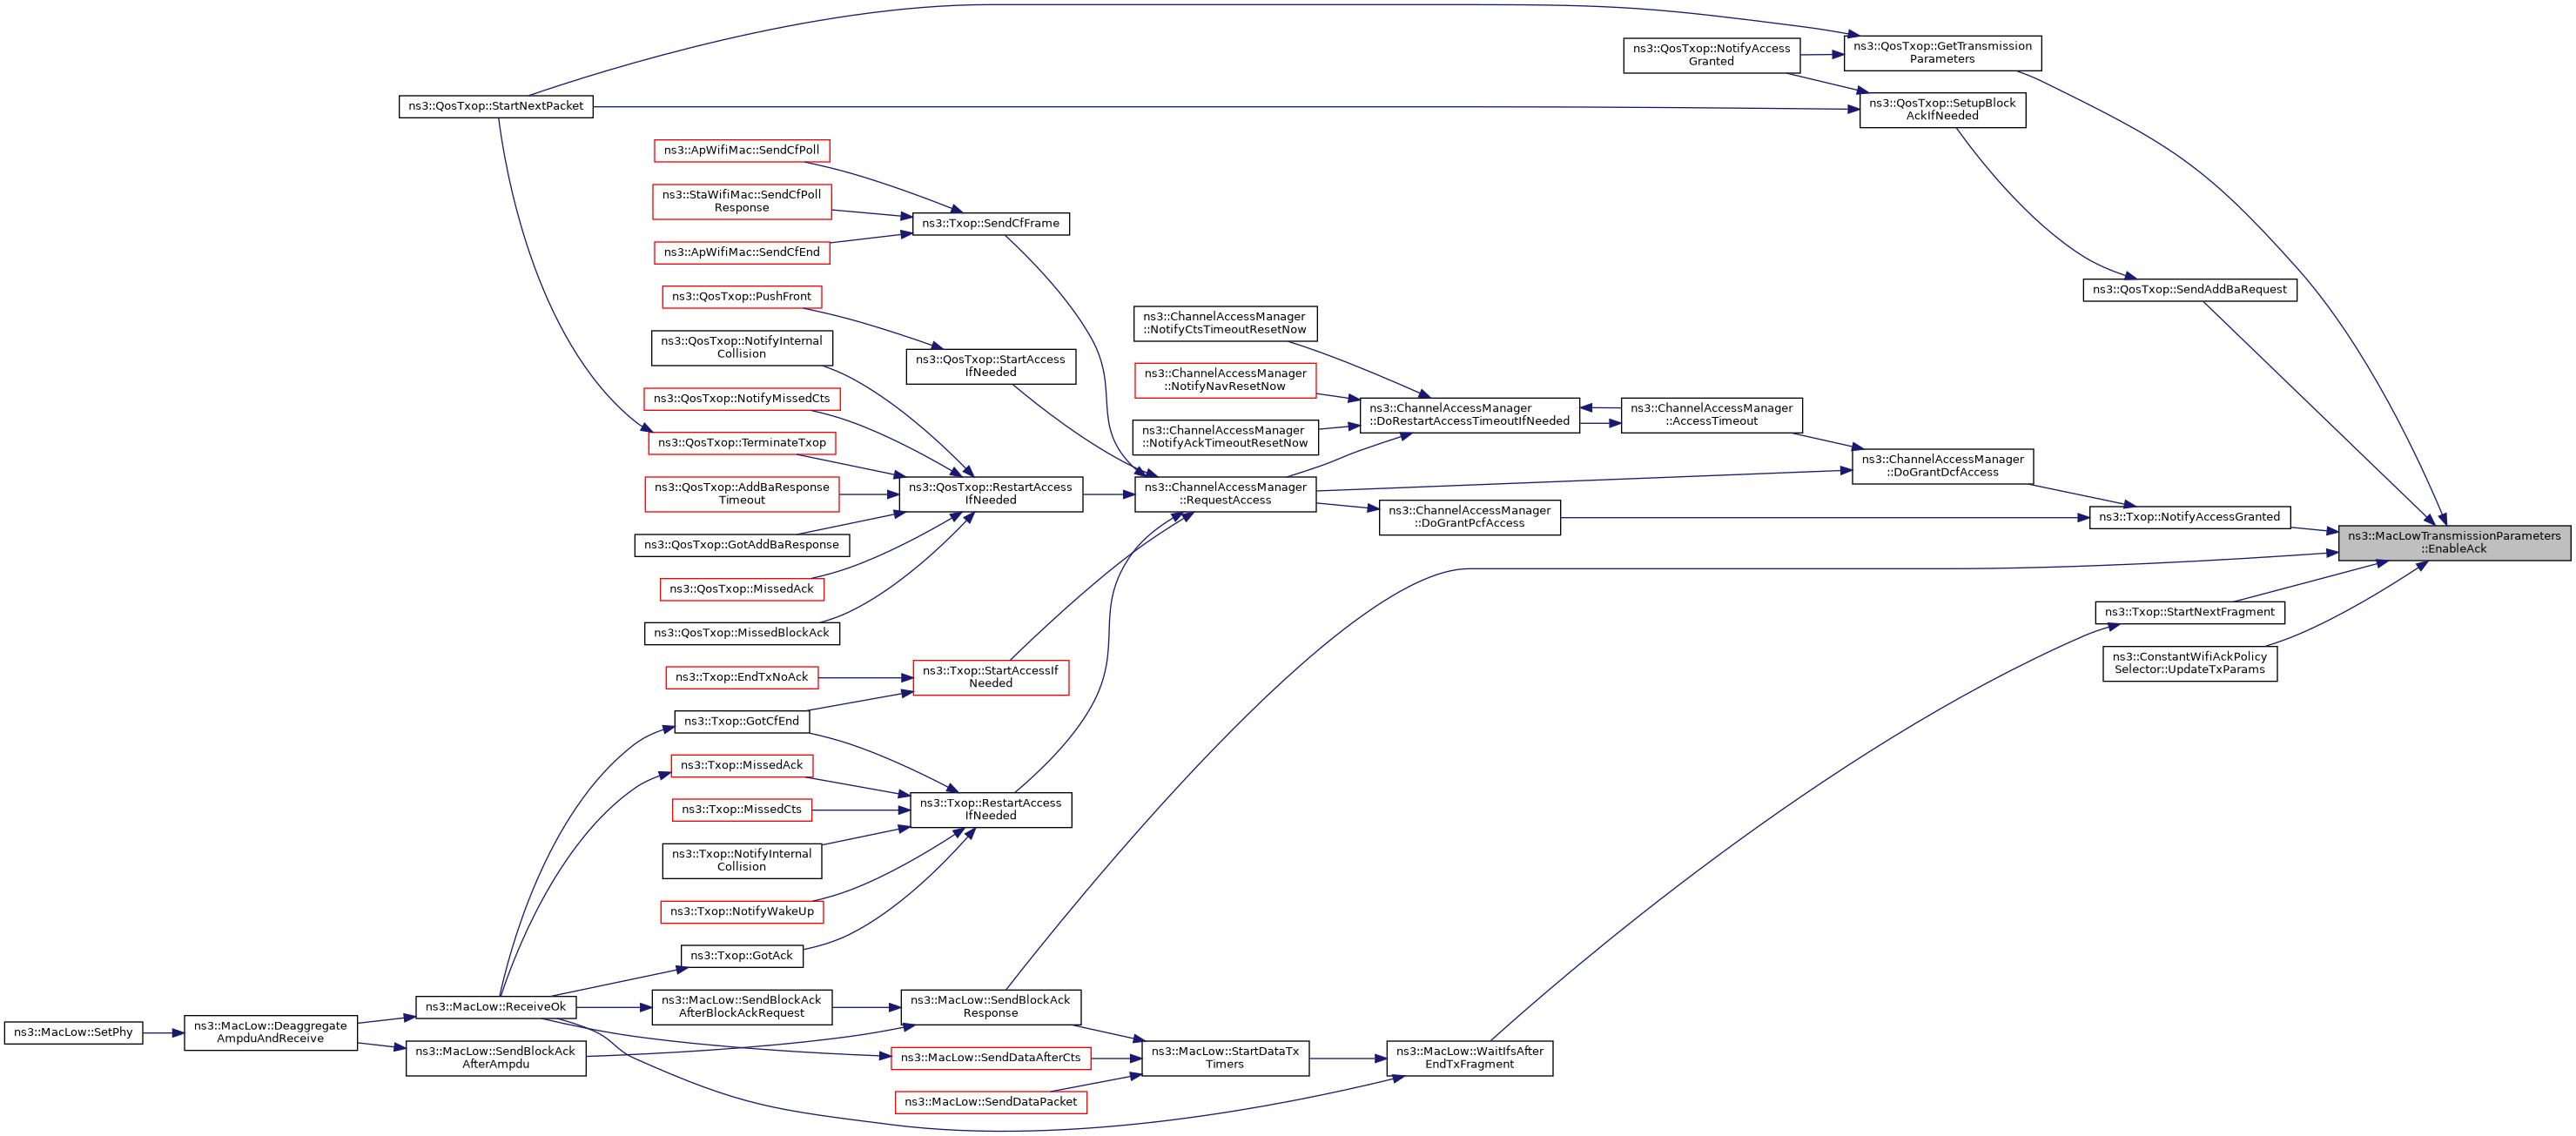 ns3::QosTxop::GetTransmission
Parameters
ns3::QosTxop::NotifyAccess
Granted
ns3::QosTxop::StartNextPacket
ns3::QosTxop::SetupBlock
AckIfNeeded
ns3::ApWifiMac::SendCfPoll
ns3::StaWifiMac::SendCfPoll
Response
ns3::Txop::SendCfFrame
ns3::ApWifiMac::SendCfEnd
ns3::QosTxop::SendAddBaRequest
ns3::QosTxop::PushFront
ns3::ChannelAccessManager
::NotifyCtsTimeoutResetNow
ns3::QosTxop::NotifyInternal
Collision
ns3::QosTxop::StartAccess
IfNeeded
ns3::ChannelAccessManager
::NotifyNavResetNow
ns3::QosTxop::NotifyMissedCts
ns3::ChannelAccessManager
::DoRestartAccessTimeoutIfNeeded
ns3::ChannelAccessManager
::AccessTimeout
ns3::ChannelAccessManager
::NotifyAckTimeoutResetNow
ns3::QosTxop::TerminateTxop
ns3::ChannelAccessManager
::DoGrantDcfAccess
ns3::QosTxop::AddBaResponse
Timeout
ns3::QosTxop::RestartAccess
IfNeeded
ns3::ChannelAccessManager
::RequestAccess
ns3::ChannelAccessManager
::DoGrantPcfAccess
ns3::Txop::NotifyAccessGranted
ns3::MacLowTransmissionParameters
::EnableAck
ns3::QosTxop::GotAddBaResponse
ns3::QosTxop::MissedAck
ns3::Txop::StartNextFragment
ns3::QosTxop::MissedBlockAck
ns3::ConstantWifiAckPolicy
Selector::UpdateTxParams
ns3::Txop::EndTxNoAck
ns3::Txop::StartAccessIf
Needed
ns3::Txop::GotCfEnd
ns3::Txop::MissedAck
ns3::Txop::MissedCts
ns3::Txop::RestartAccess
IfNeeded
ns3::Txop::NotifyInternal
Collision
ns3::Txop::NotifyWakeUp
ns3::Txop::GotAck
ns3::MacLow::ReceiveOk
ns3::MacLow::SendBlockAck
AfterBlockAckRequest
ns3::MacLow::SendBlockAck
Response
ns3::MacLow::SetPhy
ns3::MacLow::Deaggregate
AmpduAndReceive
ns3::MacLow::SendBlockAck
AfterAmpdu
ns3::MacLow::SendDataAfterCts
ns3::MacLow::StartDataTx
Timers
ns3::MacLow::WaitIfsAfter
EndTxFragment
ns3::MacLow::SendDataPacket